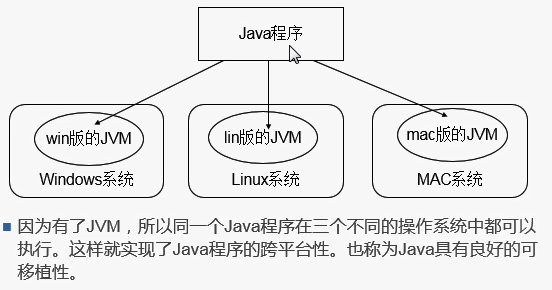 Java程序
win版的JVM
lin版的JVM
mac版的JVM
Windows系统
Linux系统
MAC系统
因为有了JVM，所以同一个Java程序在三个不同的操作系统中都可以
执行。这样就实现了Java程序的跨平台性。也称为Java具有良好的可
移植性。